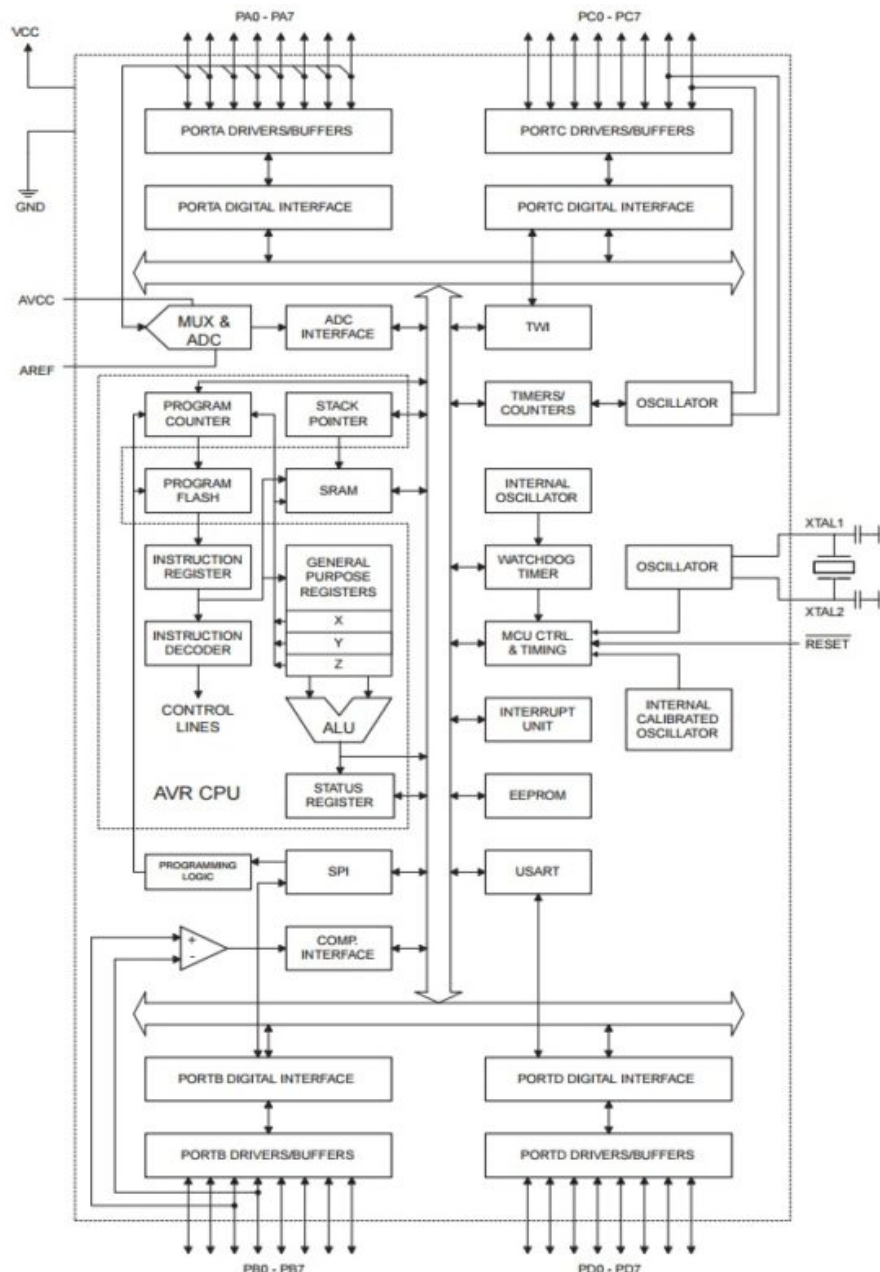 PA0 - PA7
PC0 - PC7
VCC
PORTA DRIVERS/BUFFERS
PORTC DRIVERS/BUFFERS
GND
PORTA DIGITAL INTERFACE
PORTC DIGITAL INTERFACE
AVCC
MUX &
ADC
ADC
INTERFACE
TWI
AREF
PROGRAM
COUNTER
STACK
POINTER
TIMERS/
COUNTERS
OSCILLATOR
PROGRAM
FLASH
SRAM
INTERNAL
OSCILLATOR
XTAL1
INSTRUCTION
REGISTER
GENERAL
PURPOSE
REGISTERS
WATCHDOG
TIMER
OSCILLATOR
X
XTAL2
INSTRUCTION
DECODER
Y
MCU CTRL.
& TIMING
RESET
Z
CONTROL
LINES
ALU
INTERRUPT
UNIT
INTERNAL
CALIBRATED
OSCILLATOR
AVR CPU
STATUS
REGISTER
EEPROM
PROGRAMMING
LOGIC
SPI
USART
+
-
COMP.
INTERFACE
PORTB DIGITAL INTERFACE
PORTD DIGITAL INTERFACE
PORTB DRIVERS/BUFFERS
PORTD DRIVERS/BUFFERS
PB0 - PB7
PD0 - PD7